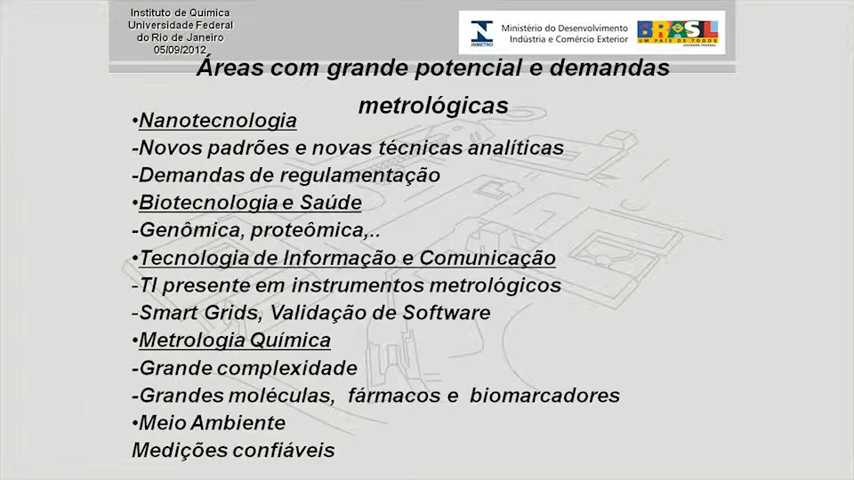 Instituto de Química
Universidade Federal
do Rio de Janeiro
05/09/2012
INMETRO
Ministério do Desenvolvimento
Indústria e Comércio Exterior
BRASIL
UM PAÍS DE TODOS
GOVERNO FEDERAL
Áreas com grande potencial e demandas
metrológicas
•Nanotecnologia
-Novos padrões e novas técnicas analíticas
-Demandas de regulamentação
•Biotecnologia e Saúde
-Genômica, proteômica,..
•Tecnologia de Informação e Comunicação
-TI presente em instrumentos metrológicos
-Smart Grids, Validação de Software
•Metrologia Química
-Grande complexidade
-Grandes moléculas, fármacos e biomarcadores
•Meio Ambiente
Medições confiáveis